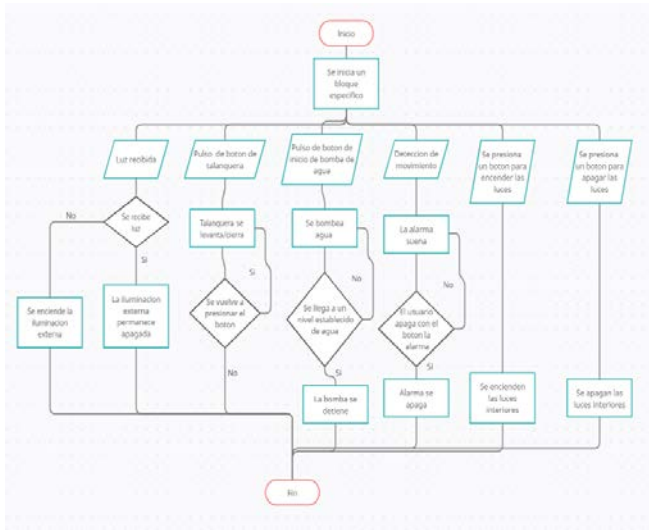 Inicio
Se inicia un
bloque
especifico
Luz recibida
Pulso de boton de
talanquera
Pulso de boton de
inicio de bomba de
agua
Deteccion de
movimiento
Se presiona
un boton para
encender las
luces
Se presiona
un boton para
apagar las
luces
No
Se recibe
luz
Si
Talanquera se
levanta/cierra
Si
Se bombea
agua
No
La alarma
suena
No
Se enciende la
iluminacion
externa
La iluminacion
externa
permanece
apagada
Se vuelve a
presionar el
boton
No
Se llega a un
nivel establecido
de agua
Si
El usuario
apaga con el
boton la
alarma
Si
La bomba se
detiene
Alarma se
apaga
Se encienden
las luces
interiores
Se apagan las
luces interiores